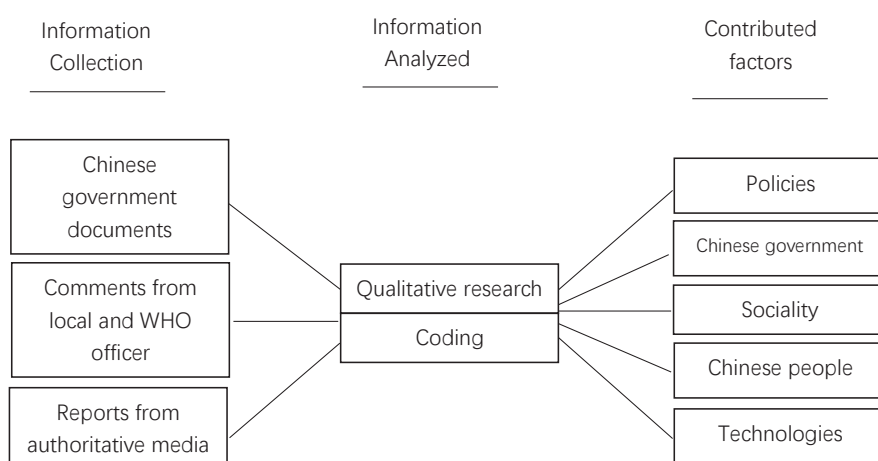 Information
Collection
Information
Analyzed
Contributed
factors
Chinese
government
documents
Comments from
local and WHO
officer
Reports from
authoritative media
Qualitative research
Coding
Policies
Chinese government
Sociality
Chinese people
Technologies